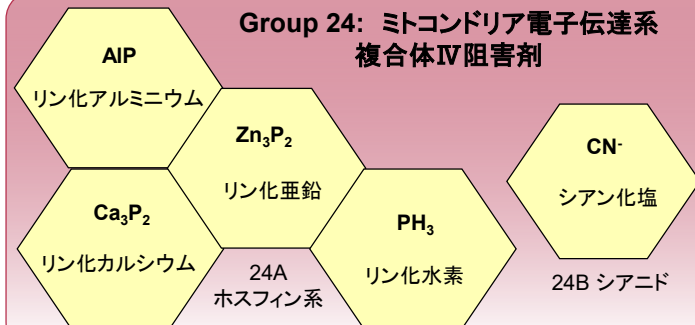 Group 24: ミトコンドリア電子伝達系
複合体Ⅳ阻害剤
AlP
リン化アルミニウム
Zn₃P₂
リン化亜鉛
CN⁻
シアン化塩
Ca₃P₂
リン化カルシウム
PH₃
リン化水素
24A
ホスフィン系
24B シアニド